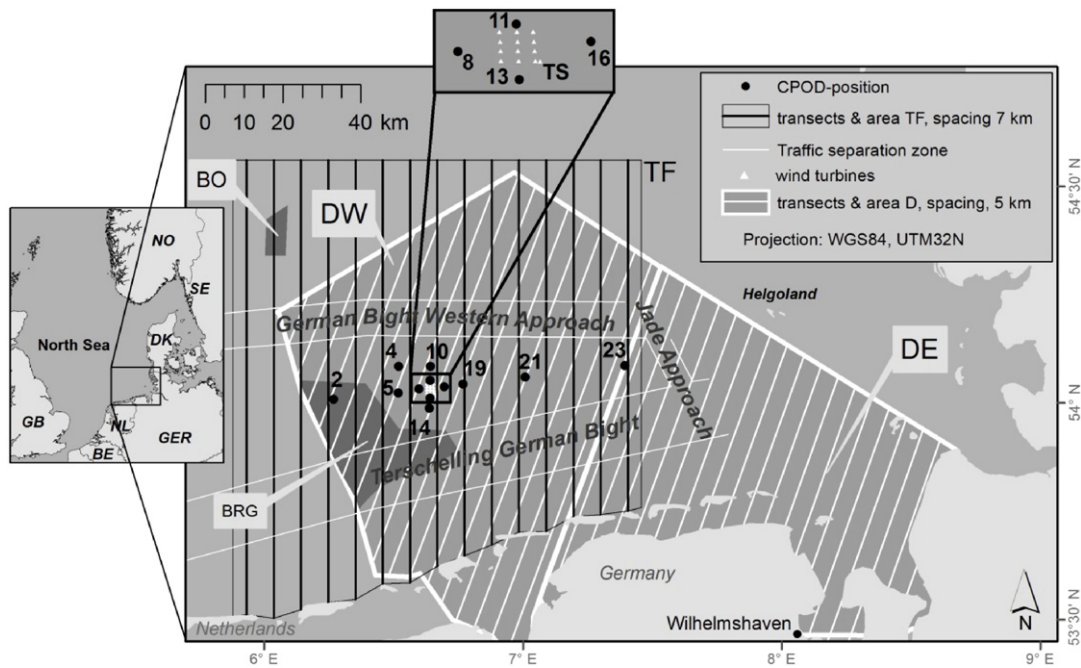 11
8
16
13
TS
0 10 20 40 km
CPOD-position
transects & area TF, spacing 7 km
Traffic separation zone
wind turbines
transects & area D, spacing, 5 km
Projection: WGS84, UTM32N
BO
DW
TF
54°30' N
NO
SE
DK
North Sea
GB
NL
BE
GER
Helgoland
German Bight Western Approach
Jade Approach
DE
4
10
19
21
23
2
5
14
54° N
Terschelling German Bight
BRG
Germany
Netherlands
Wilhelmshaven
N
53°30' N
6° E
7° E
8° E
9° E